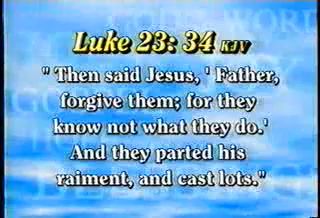 Luke 23: 34 KJV
" Then said Jesus, ' Father,
forgive them; for they
know not what they do.'
And they parted his
raiment, and cast lots."